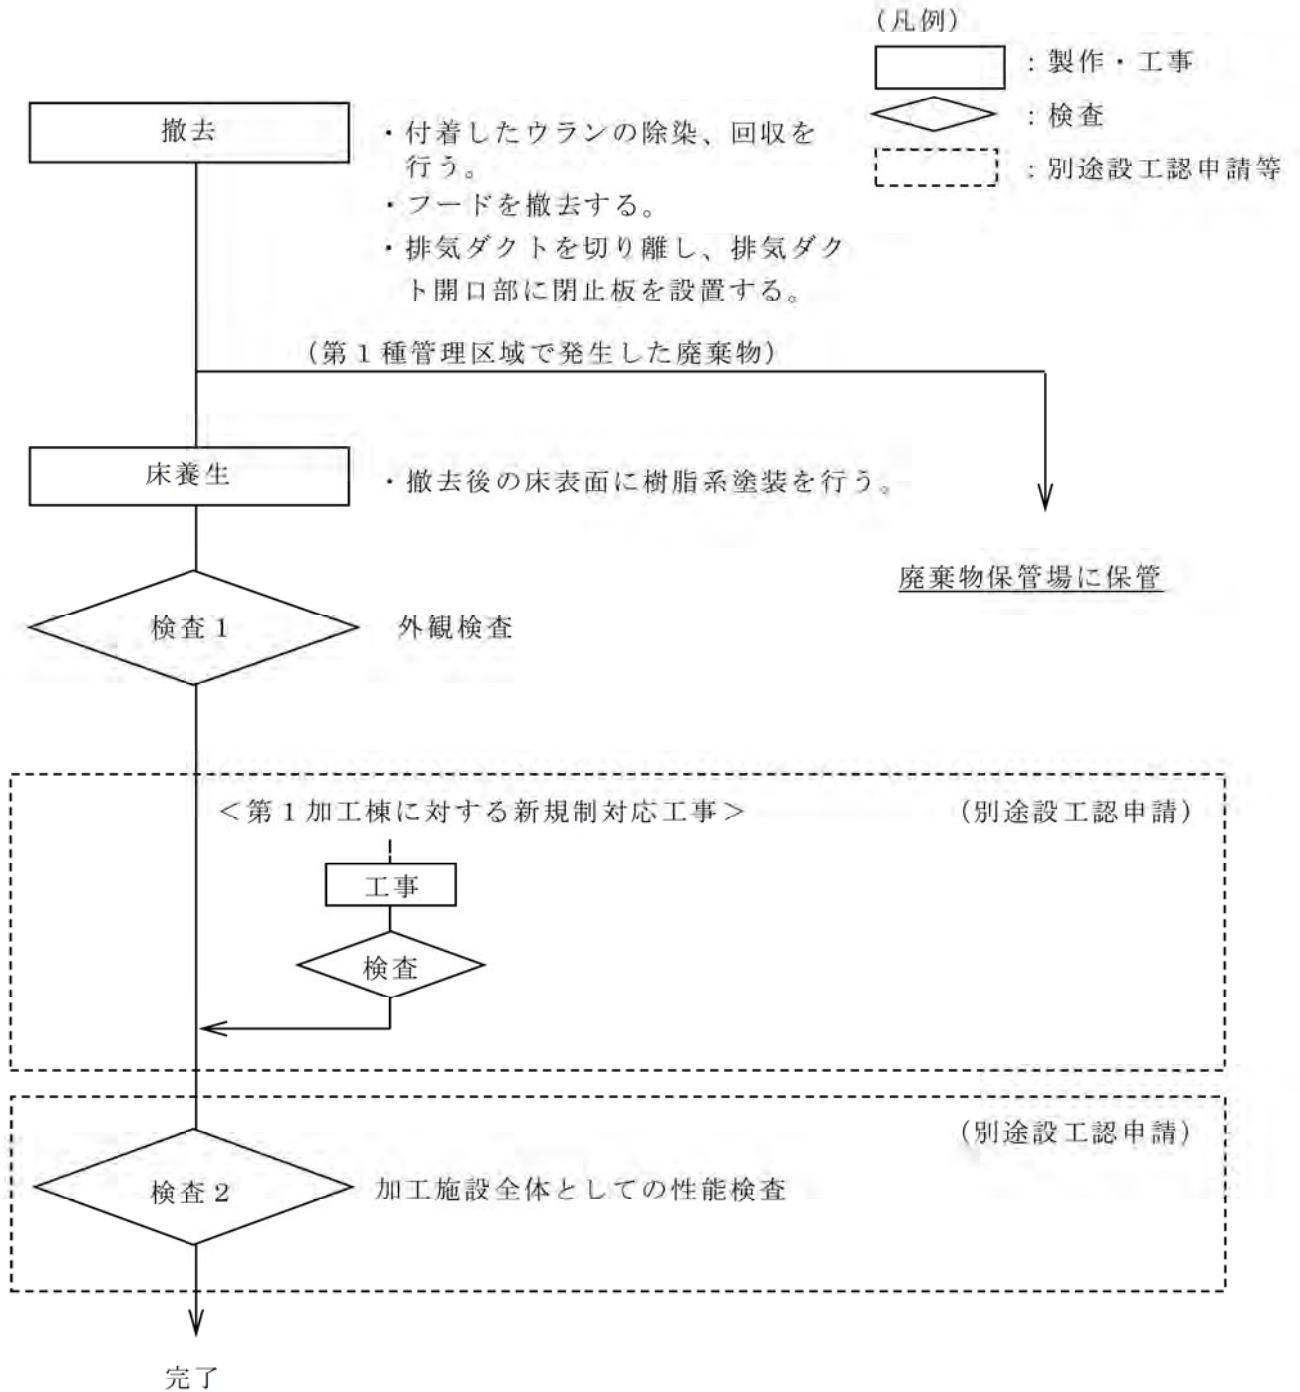 （凡例）
：製作・工事
：検査
：別途設工認申請等
撤去
・付着したウランの除染、回収を
行う。
・フードを撤去する。
・排気ダクトを切り離し、排気ダク
ト開口部に閉止板を設置する。
（第１種管理区域で発生した廃棄物）
床養生
・撤去後の床表面に樹脂系塗装を行う。
廃棄物保管場に保管
検査１
外観検査
＜第１加工棟に対する新規制対応工事＞
（別途設工認申請）
工事
検査
（別途設工認申請）
検査２
加工施設全体としての性能検査
完了